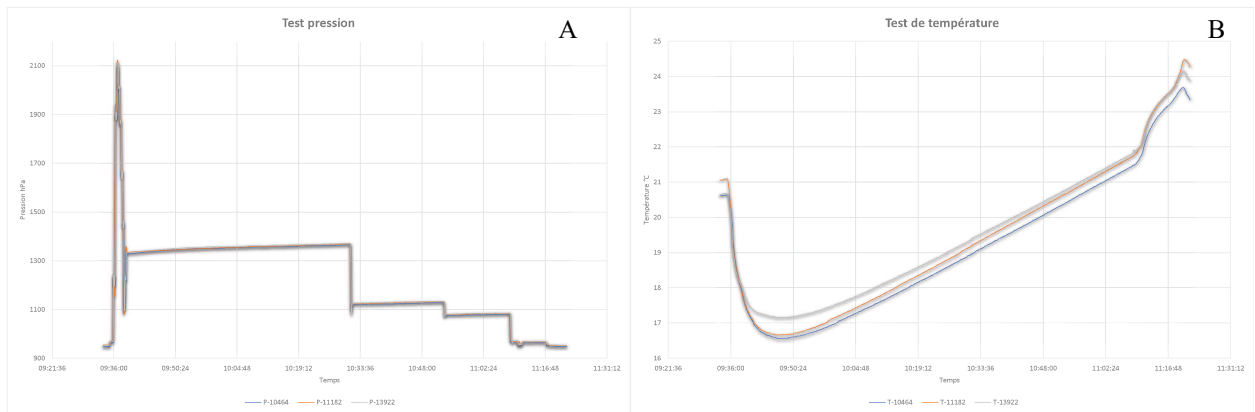 Test pression
A
2100
1900
1700
1500
1300
1100
900
Pression hPa
09:21:36 09:36:00 09:50:24 10:04:48 10:19:12 10:33:36 10:48:00 11:02:24 11:16:48 11:31:12
Temps
P-10464 P-11182 P-13922
Test de température
B
25
24
23
22
21
20
19
18
17
16
Température °C
09:21:36 09:36:00 09:50:24 10:04:48 10:19:12 10:33:36 10:48:00 11:02:24 11:16:48 11:31:12
Temps
T-10464 T-11182 T-13922